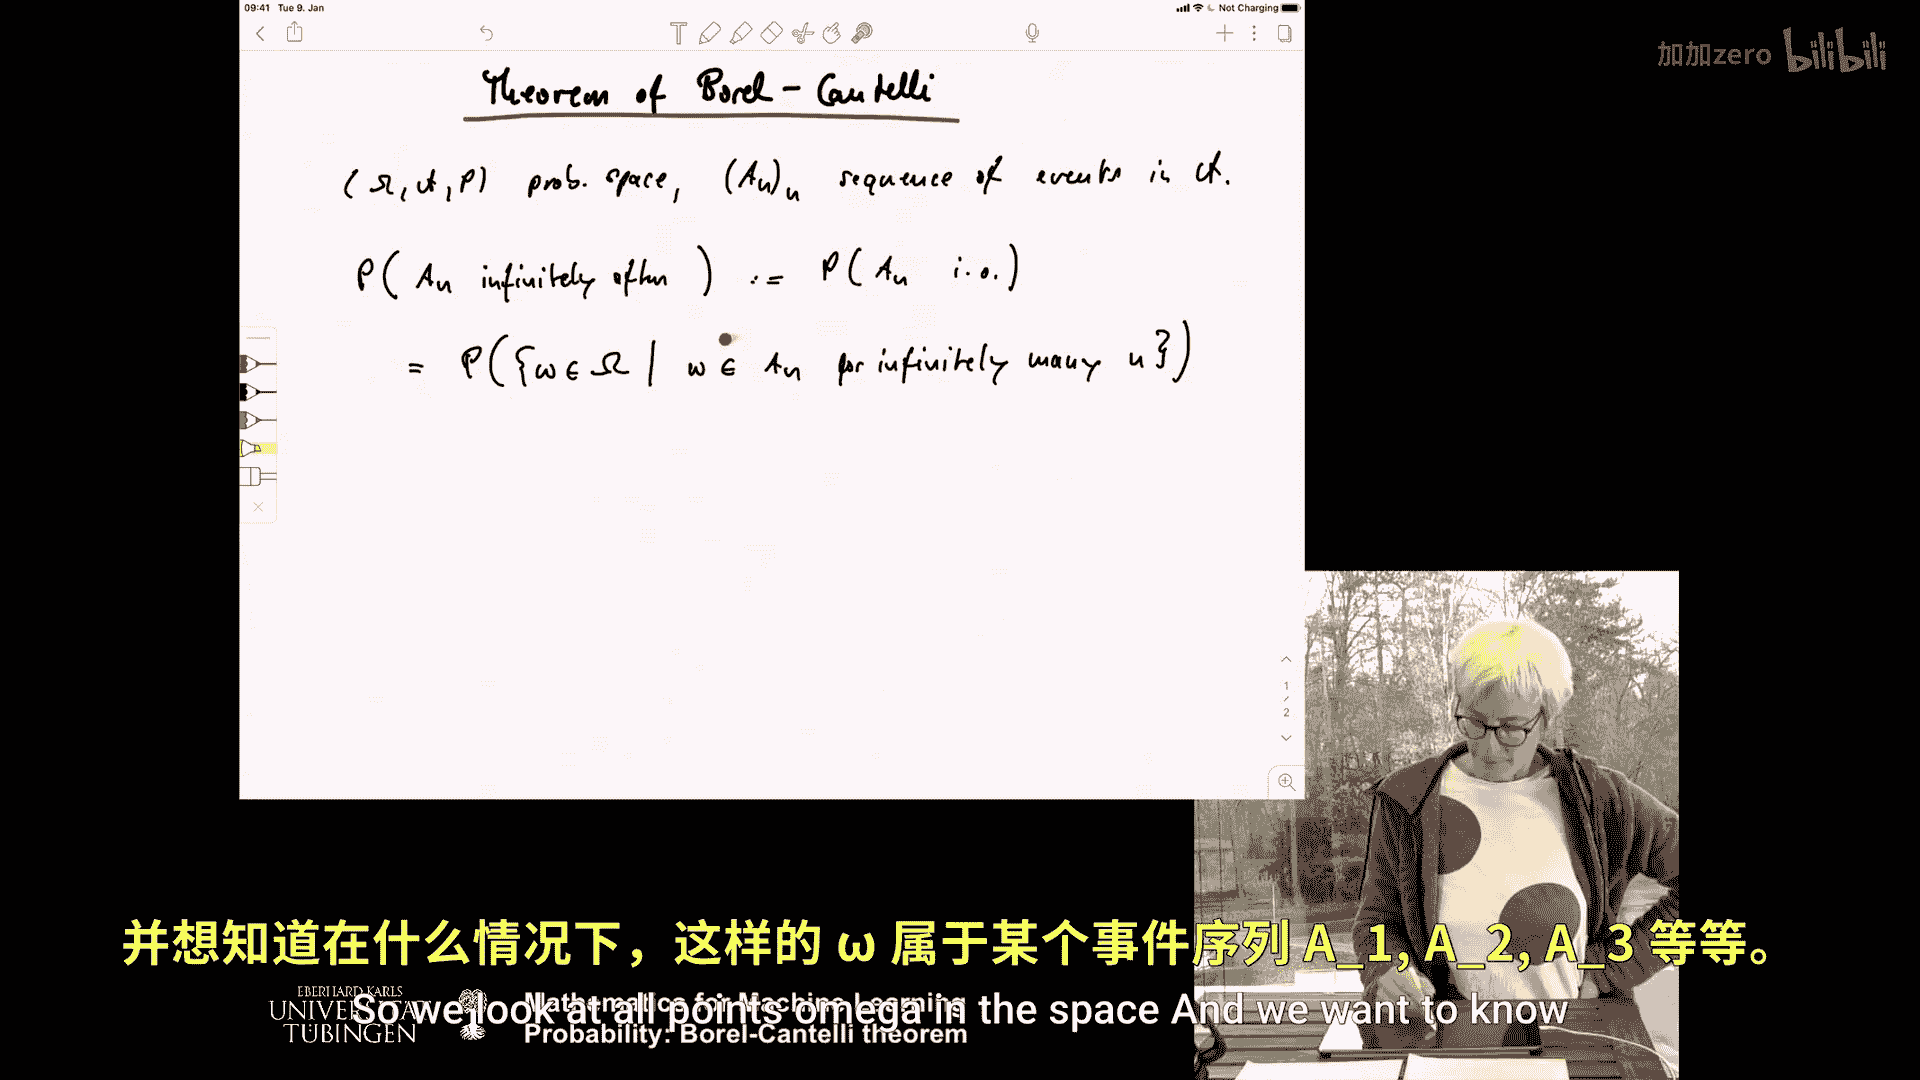 09:41 Tue 9. Jan
Not Charging
加加zero bilibili
T
Theorem of Borel-Cantelli
(Ω, 𝒜, P) prob. space, (Aₙ)ₙ sequence of events in 𝒜.
P( Aₙ infinitely often ) := P( Aₙ i.o.)
= P({ω ∈ Ω | ω ∈ Aₙ for infinitely many n})
1
/
2
并想知道在什么情况下，这样的 ω 属于某个事件序列 A_1, A_2, A_3 等等。
So we look at all points omega in the space And we want to know
EBERHARD KARLS
UNIVERSITÄT
TÜBINGEN
Mathematics for Machine Learning
Probability: Borel-Cantelli theorem